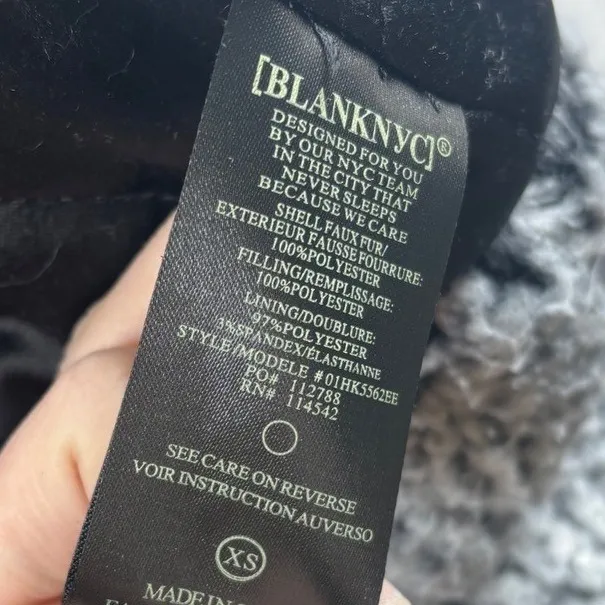 [BLANKNYC]®
DESIGNED FOR YOU
BY OUR NYC TEAM
IN THE CITY THAT
NEVER SLEEPS
BECAUSE WE CARE
SHELL FAUX FUR/
EXTERIEUR FAUSSE FOURRURE:
100%POLYESTER
FILLING/REMPLISSAGE:
100%POLYESTER
LINING/DOUBLURE:
97%POLYESTER
3%SPANDEX/ÉLASTHANNE
STYLE/MODELE #01HK5562EE
PO# 112788
RN# 114542
SEE CARE ON REVERSE
VOIR INSTRUCTION AUVERSO
XS
MADE IN